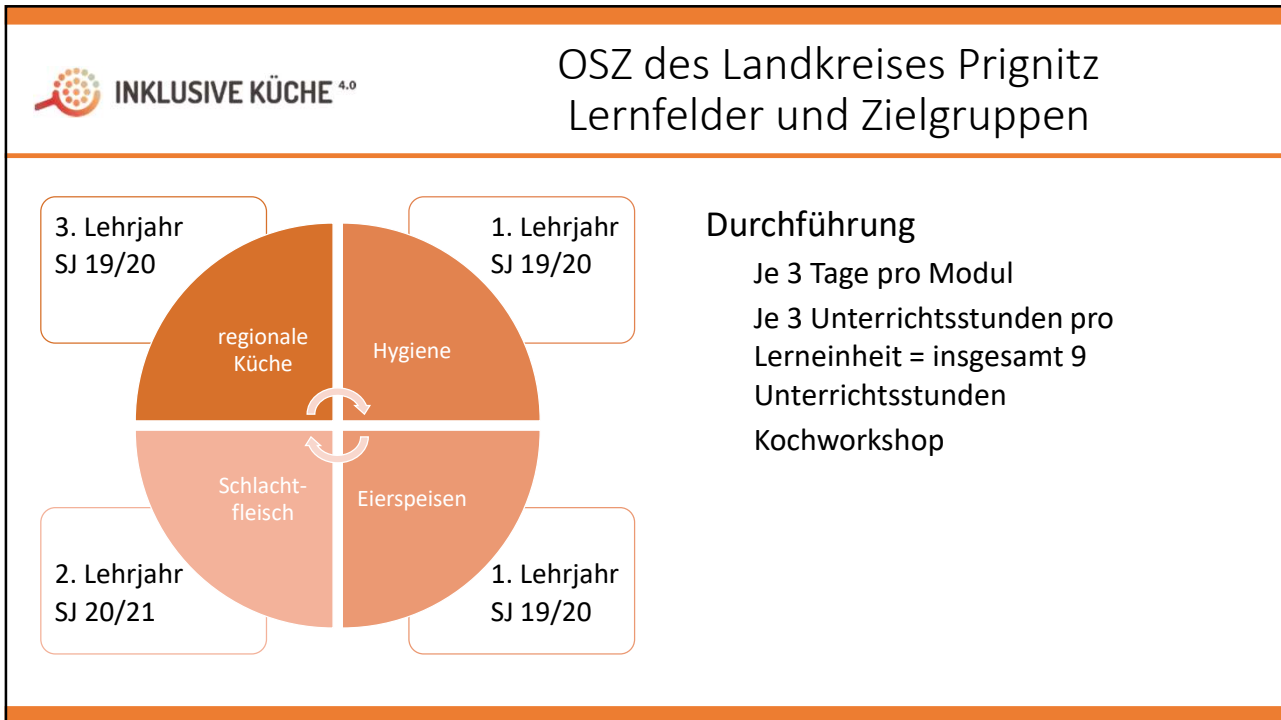 INKLUSIVE KÜCHE 4.0
OSZ des Landkreises Prignitz
Lernfelder und Zielgruppen
3. Lehrjahr
SJ 19/20
1. Lehrjahr
SJ 19/20
regionale
Küche
Hygiene
Schlacht-
fleisch
Eierspeisen
2. Lehrjahr
SJ 20/21
1. Lehrjahr
SJ 19/20
Durchführung
Je 3 Tage pro Modul
Je 3 Unterrichtsstunden pro
Lerneinheit = insgesamt 9
Unterrichtsstunden
Kochworkshop